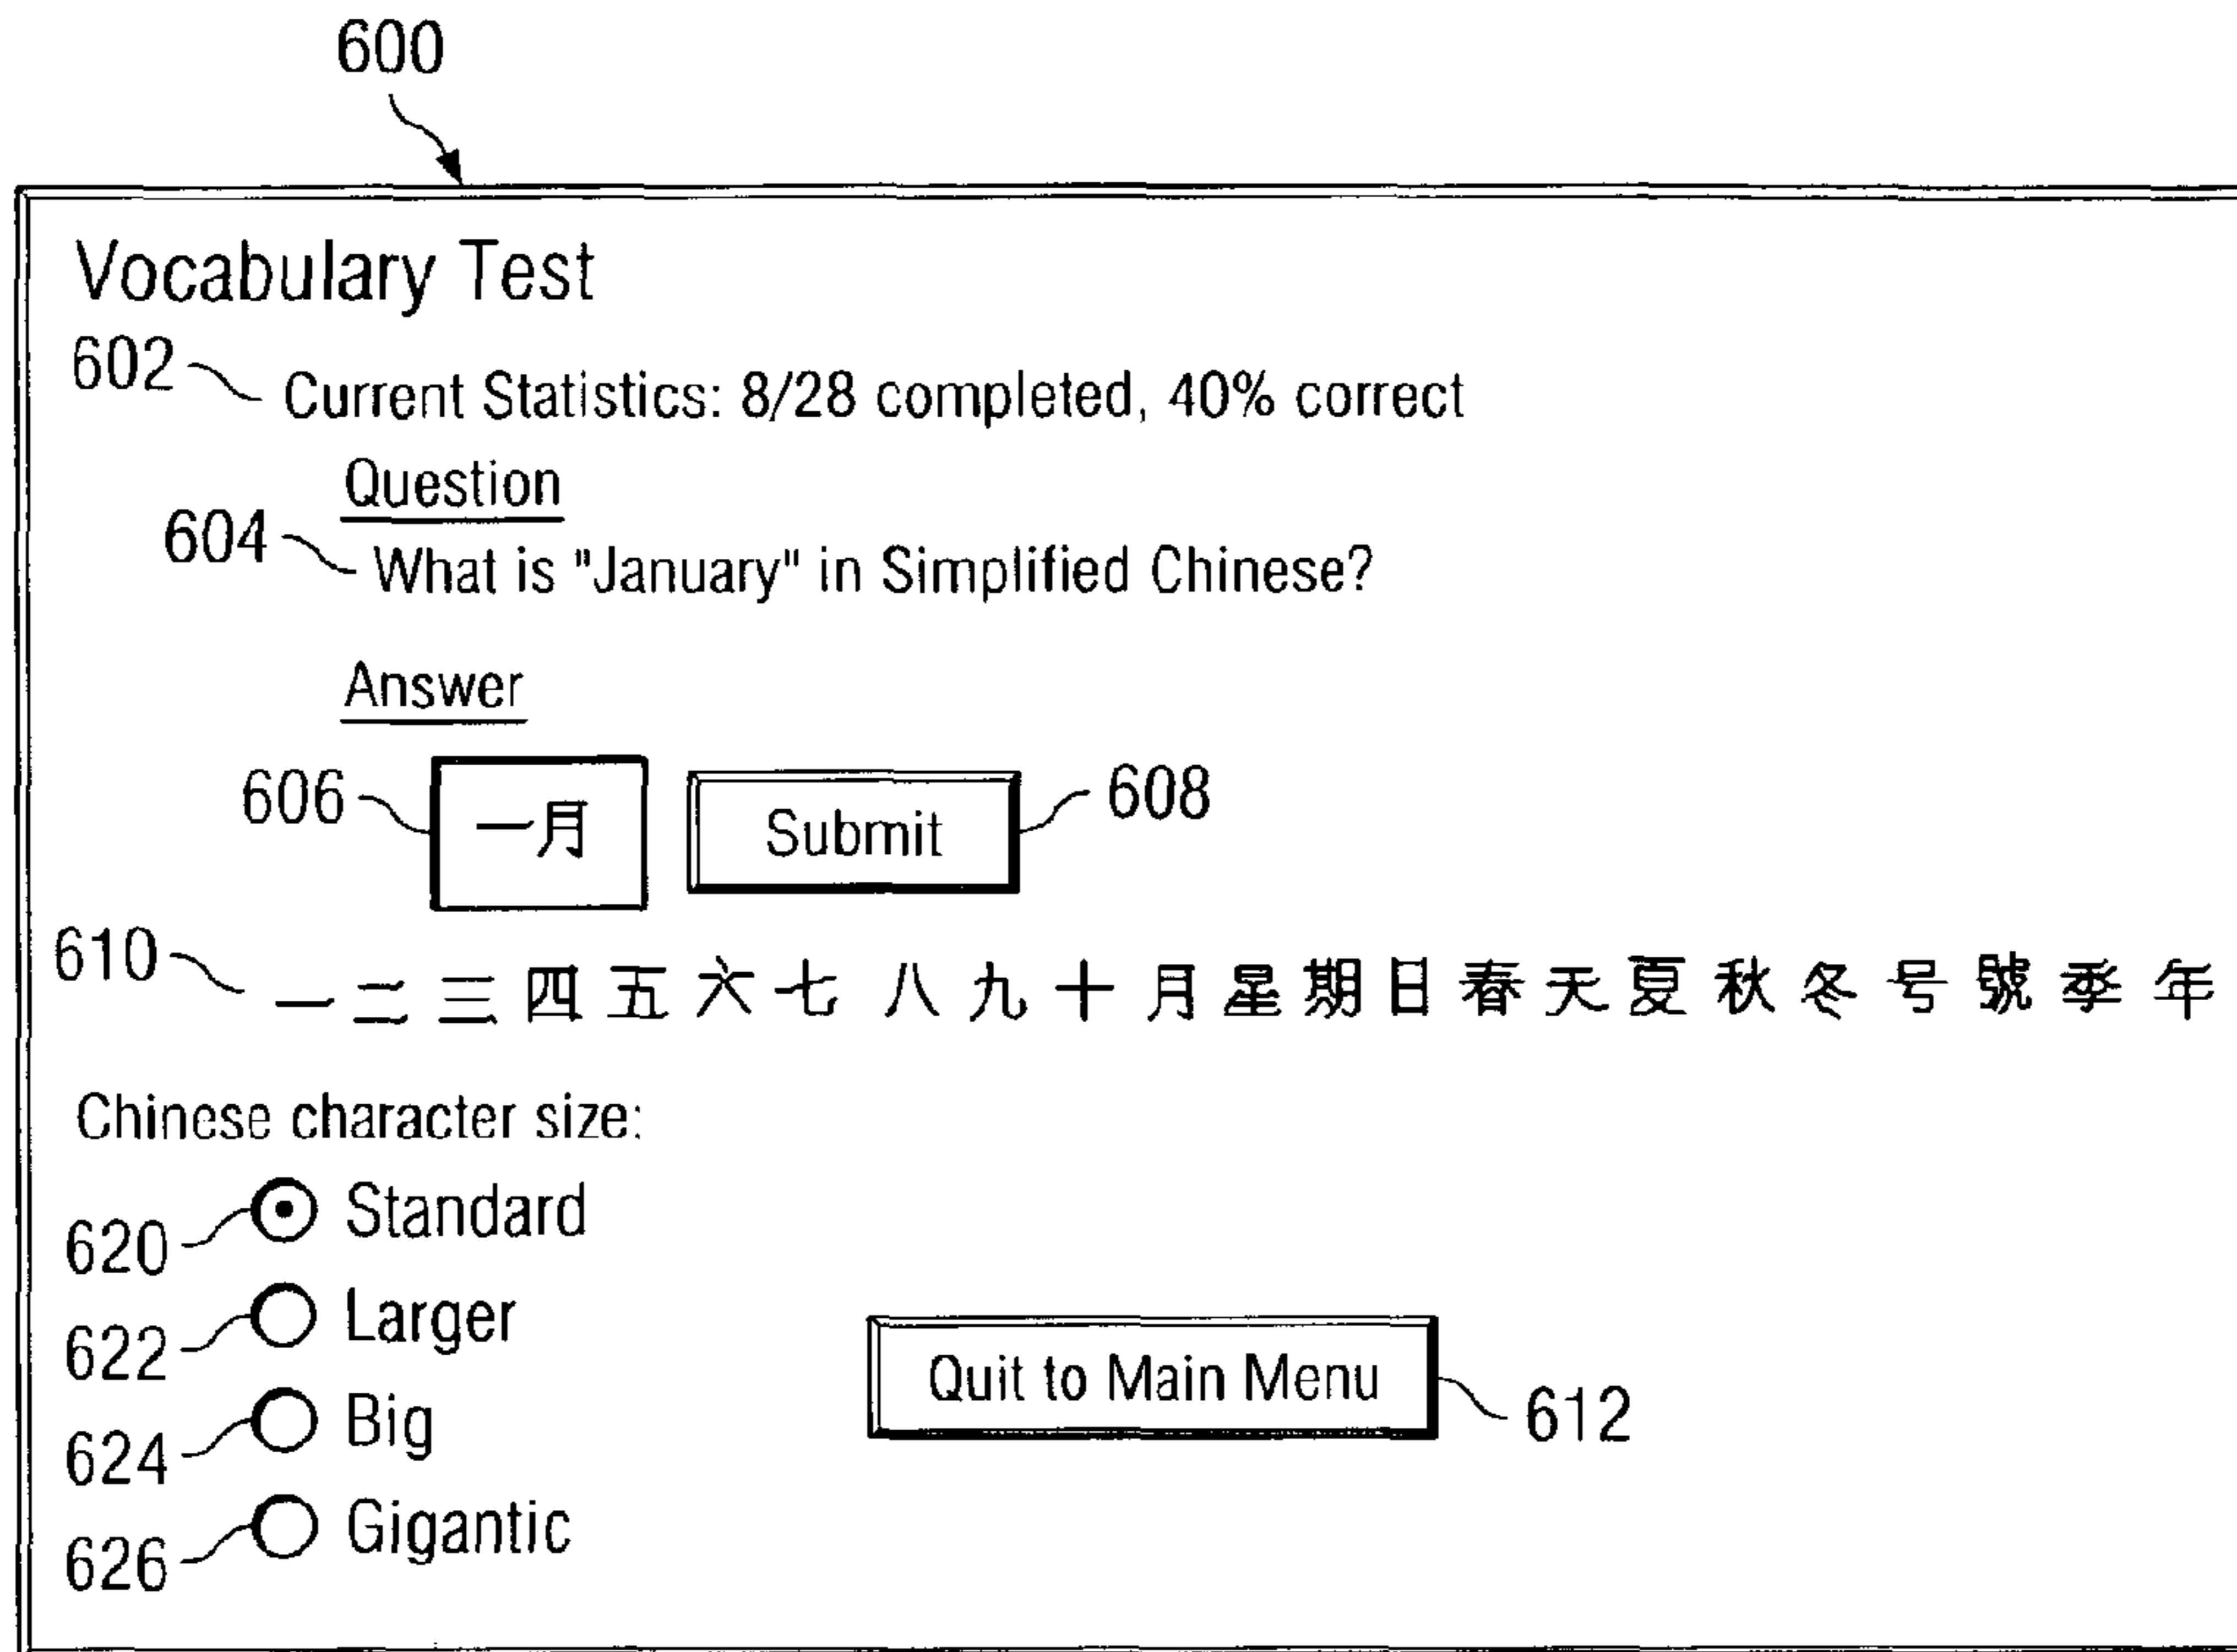 600
Vocabulary Test
602 Current Statistics: 8/28 completed, 40% correct
Question
604 What is "January" in Simplified Chinese?
Answer
606 一月 Submit 608
610 一 二 三 四 五 六 七 八 九 十 月 星 期 日 春 天 夏 秋 冬 号 號 季 年
Chinese character size:
620 Standard
622 Larger
Quit to Main Menu 612
624 Big
626 Gigantic